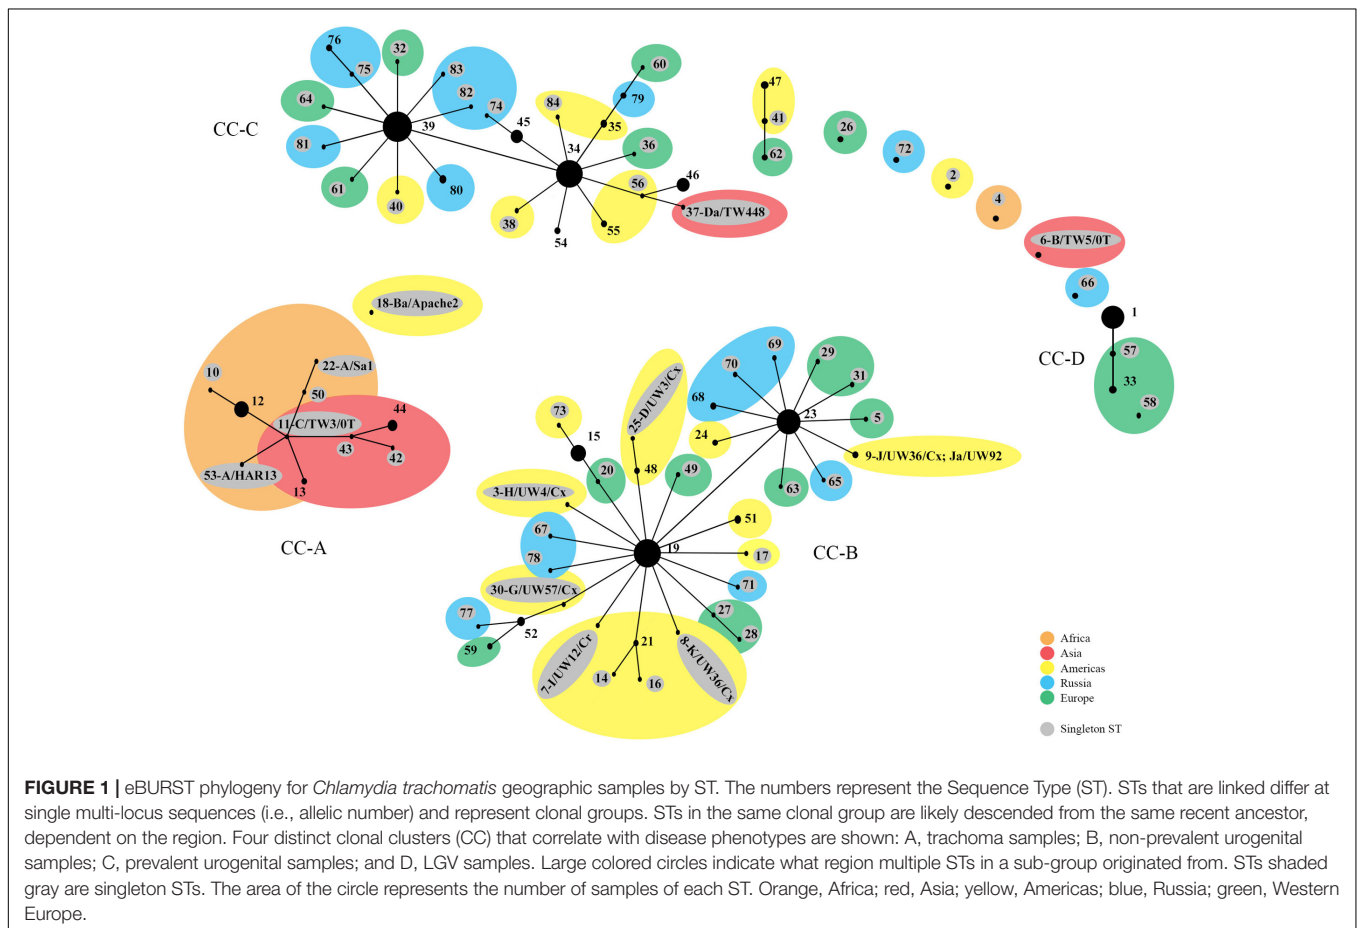 76
75
32
83
82
74
64
81
39
61
40
80
CC-C
45
84
34
35
60
79
36
56
46
37-Da/TW448
38
54
55
47
41
62
26
72
2
4
6-B/TW5/0T
66
1
57
33
58
CC-D
18-Ba/Apache2
10
12
22-A/Sa1
50
11-C/TW3/0T
44
43
42
53-A/HAR13
13
CC-A
73
15
20
25-D/UW3/Cx
48
49
3-H/UW4/Cx
67
78
30-G/UW57/Cx
77
52
59
19
7-I/UW12/Cr
21
14
16
8-K/UW36/Cx
27
28
71
17
51
CC-B
69
70
68
24
29
31
23
5
9-J/UW36/Cx; Ja/UW92
63
65
Africa
Asia
Americas
Russia
Europe
Singleton ST
FIGURE 1 | eBURST phylogeny for Chlamydia trachomatis geographic samples by ST. The numbers represent the Sequence Type (ST). STs that are linked differ at
single multi-locus sequences (i.e., allelic number) and represent clonal groups. STs in the same clonal group are likely descended from the same recent ancestor,
dependent on the region. Four distinct clonal clusters (CC) that correlate with disease phenotypes are shown: A, trachoma samples; B, non-prevalent urogenital
samples; C, prevalent urogenital samples; and D, LGV samples. Large colored circles indicate what region multiple STs in a sub-group originated from. STs shaded
gray are singleton STs. The area of the circle represents the number of samples of each ST. Orange, Africa; red, Asia; yellow, Americas; blue, Russia; green, Western
Europe.